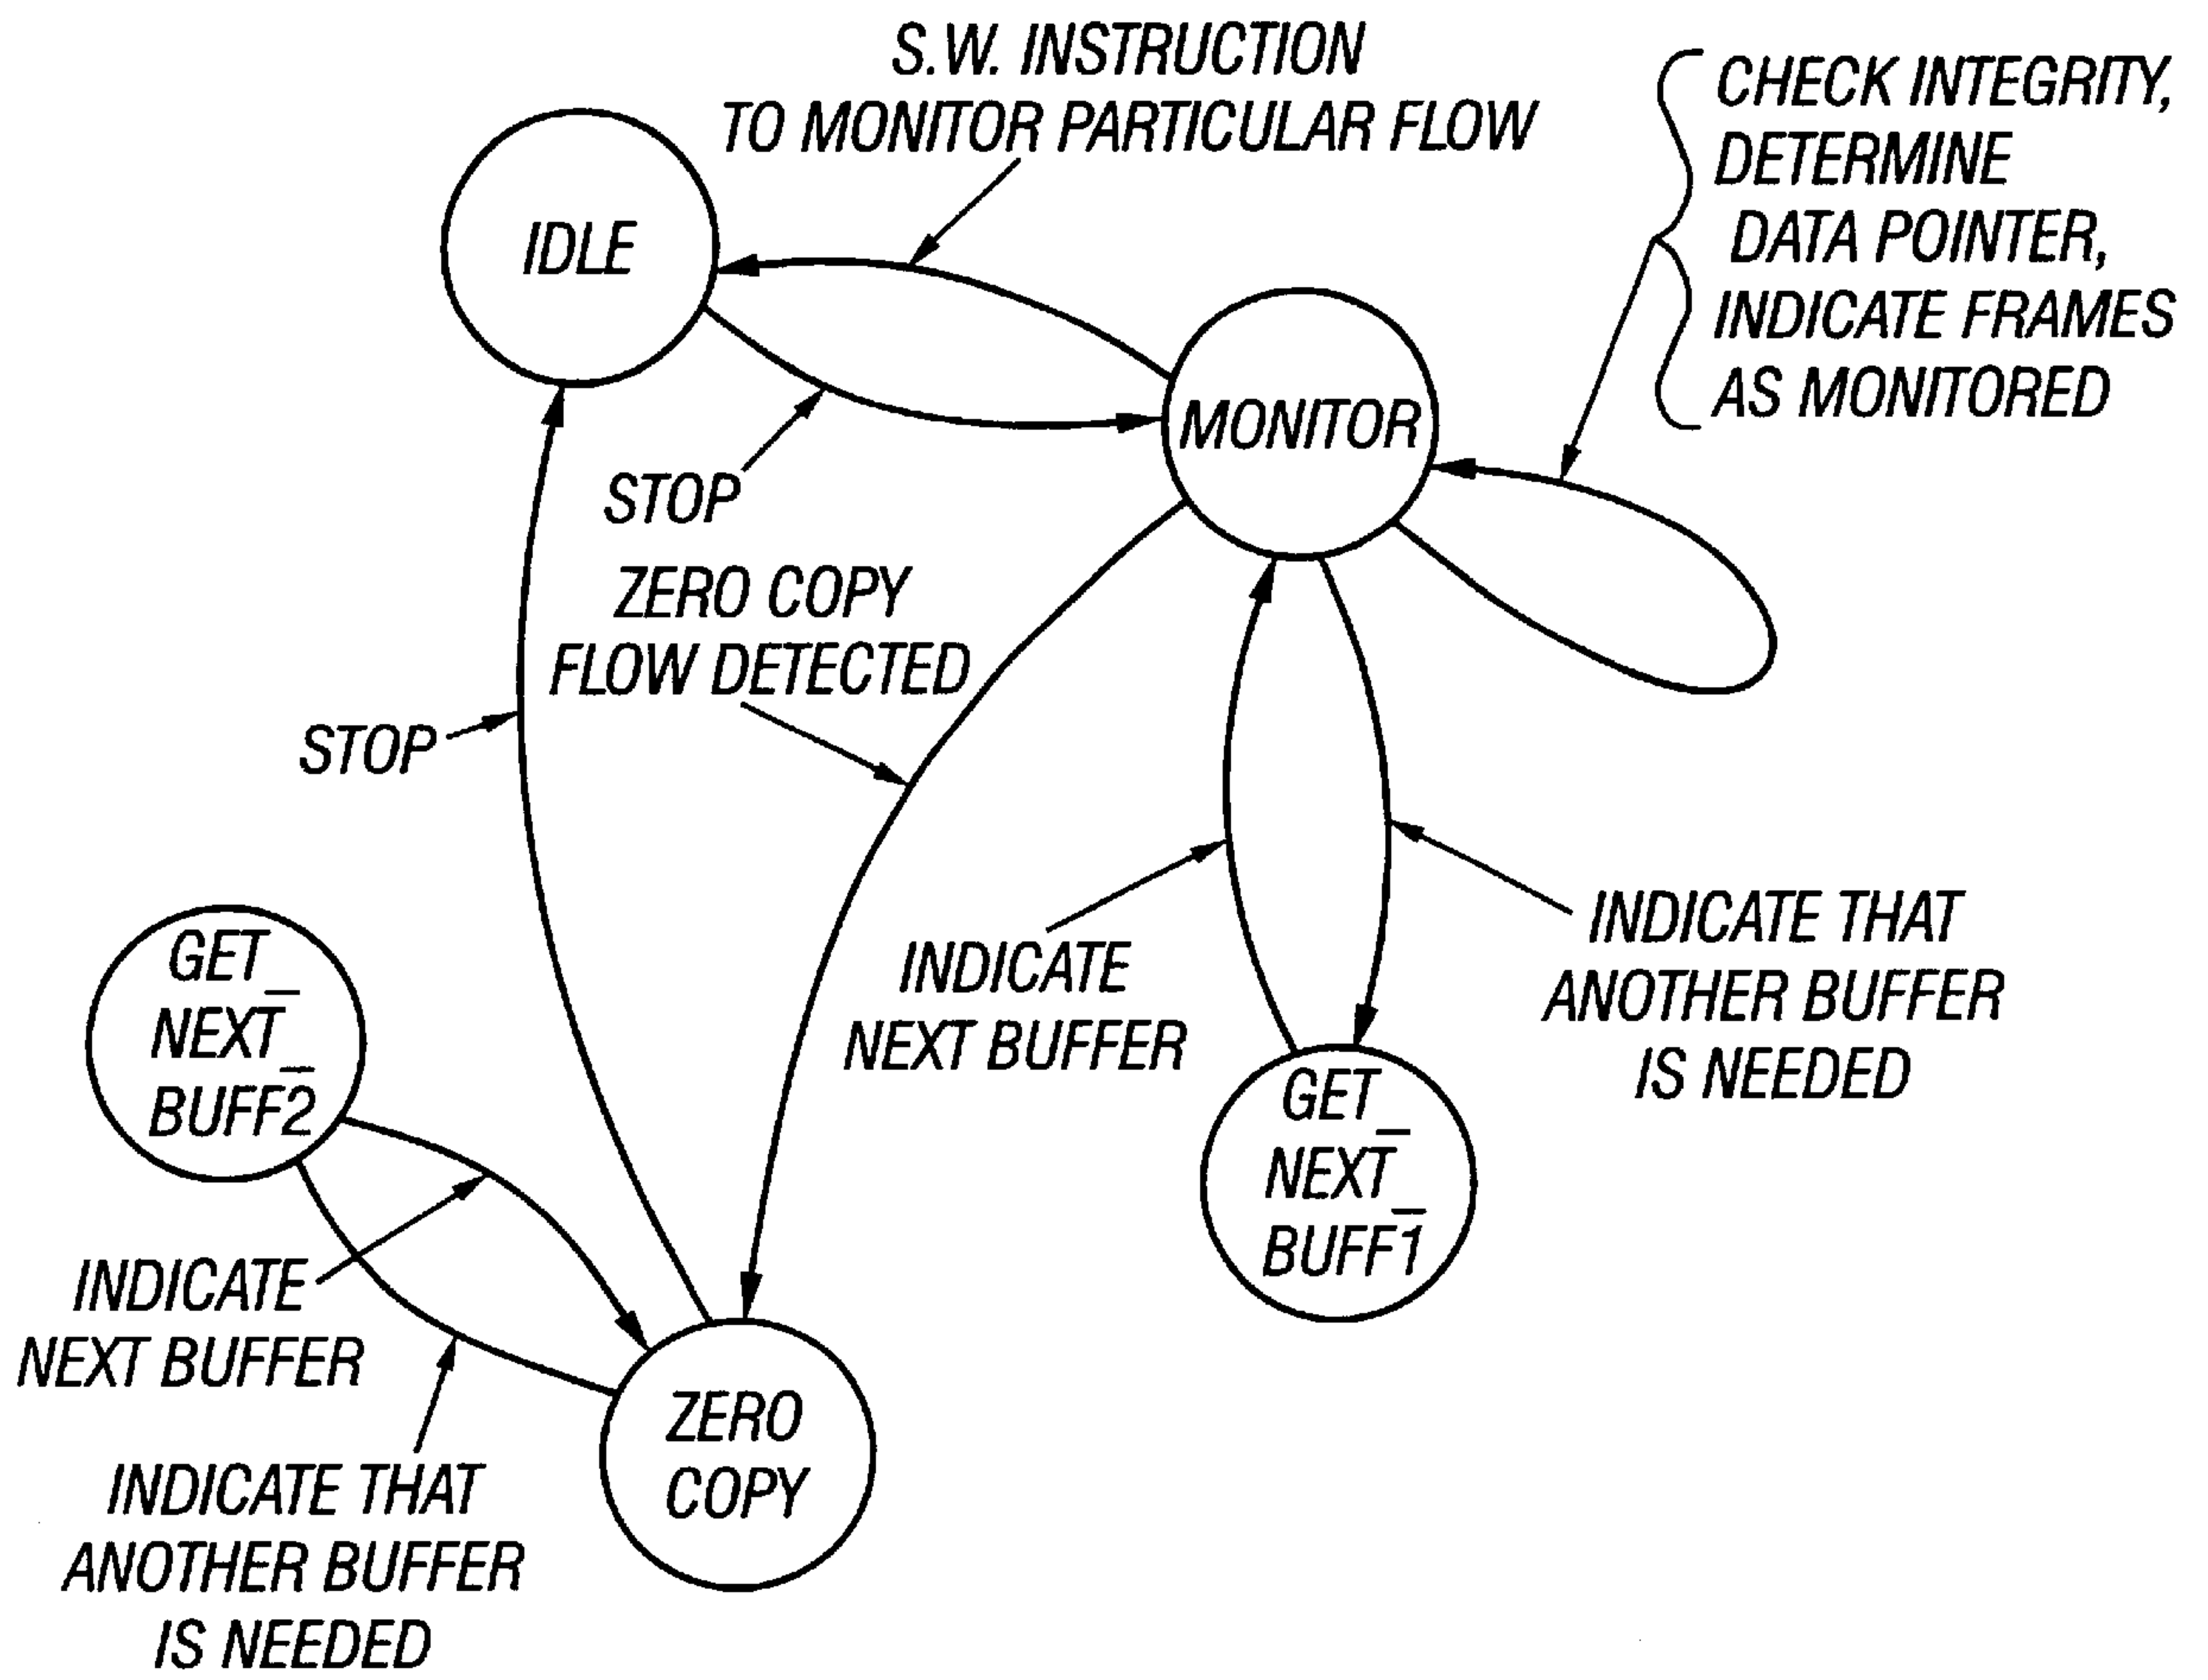 S.W. INSTRUCTION
TO MONITOR PARTICULAR FLOW
CHECK INTEGRITY,
DETERMINE
DATA POINTER,
INDICATE FRAMES
AS MONITORED
IDLE
MONITOR
STOP
ZERO COPY
FLOW DETECTED
STOP
INDICATE
NEXT BUFFER
INDICATE THAT
ANOTHER BUFFER
IS NEEDED
GET_
NEXT_
BUFF2
GET_
NEXT_
BUFF1
INDICATE
NEXT BUFFER
ZERO
COPY
INDICATE THAT
ANOTHER BUFFER
IS NEEDED